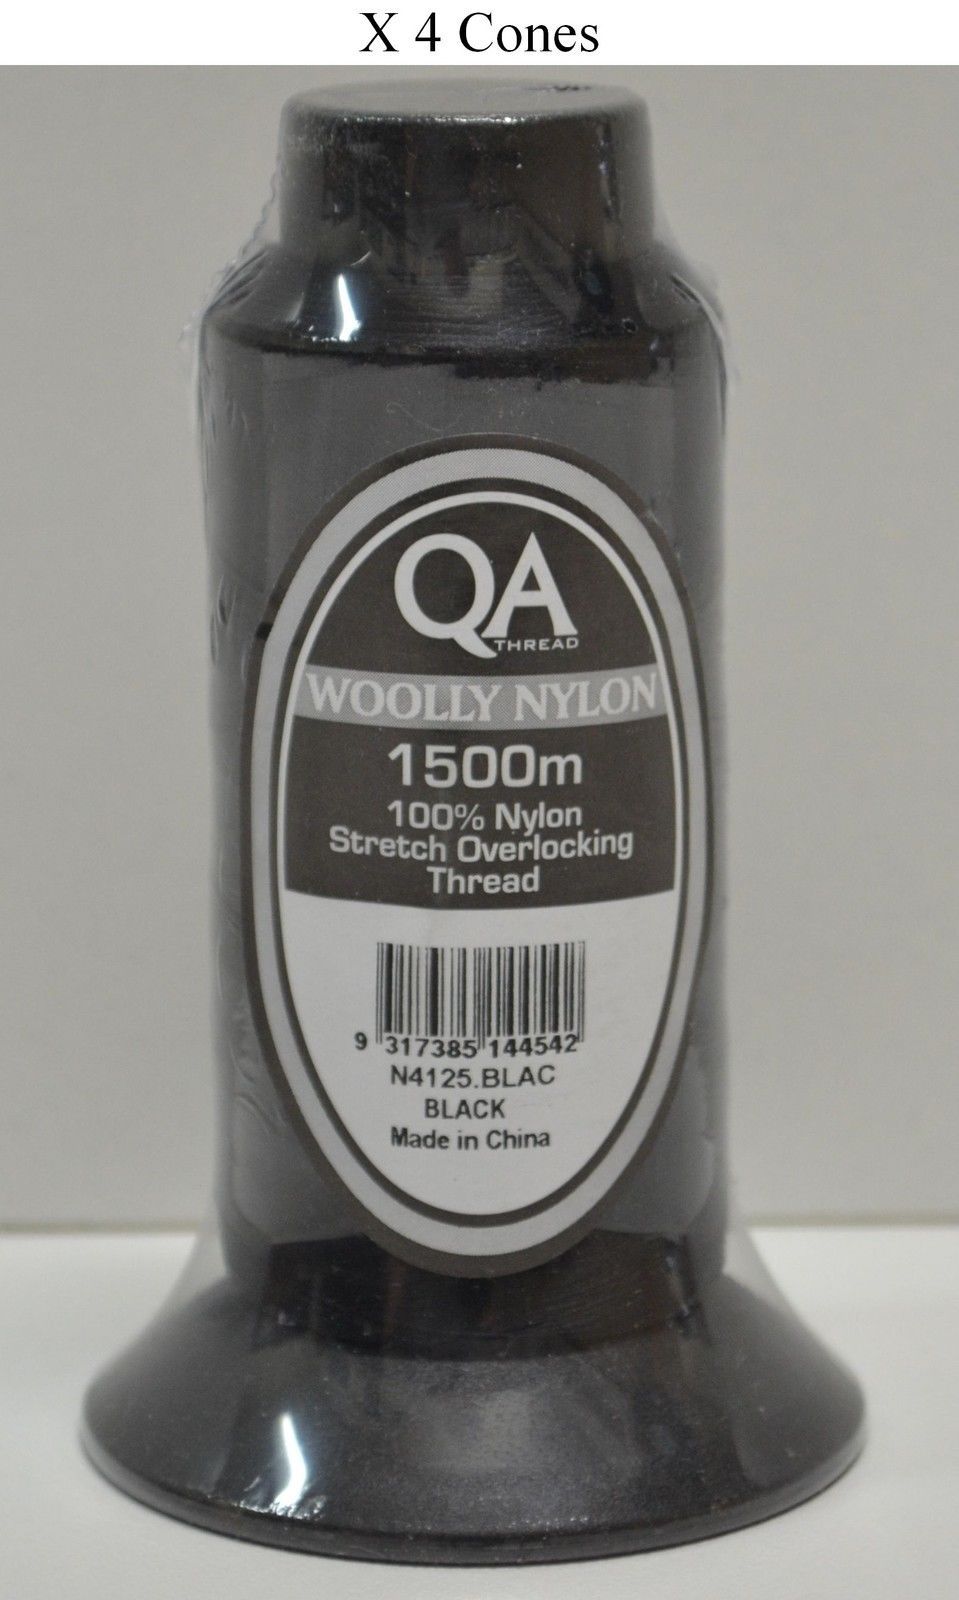 X 4 Cones
QA
THREAD
WOOLLY NYLON
1500m
100% Nylon
Stretch Overlocking
Thread
9 317385 144542
N4125.BLAC
BLACK
Made in China